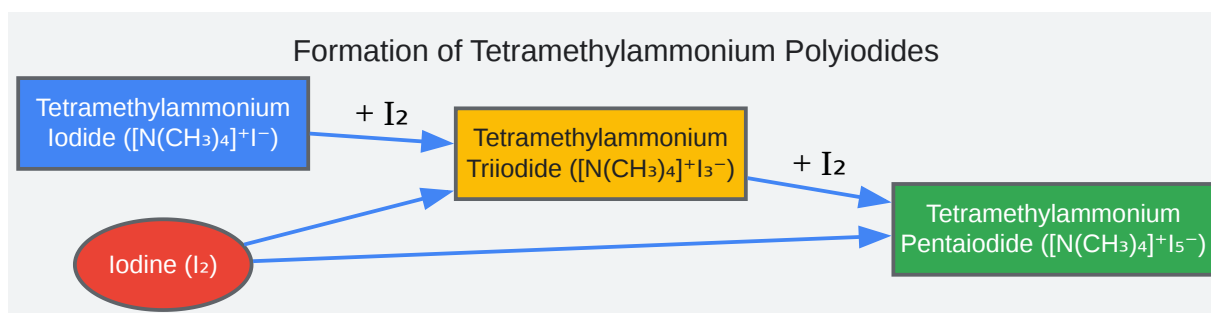 Formation of Tetramethylammonium Polyiodides
Tetramethylammonium
Iodide ([N(CH₃)₄]⁺I⁻)
+ I₂
Tetramethylammonium
Triiodide ([N(CH₃)₄]⁺I₃⁻)
+ I₂
Tetramethylammonium
Pentaiodide ([N(CH₃)₄]⁺I₅⁻)
Iodine (I₂)